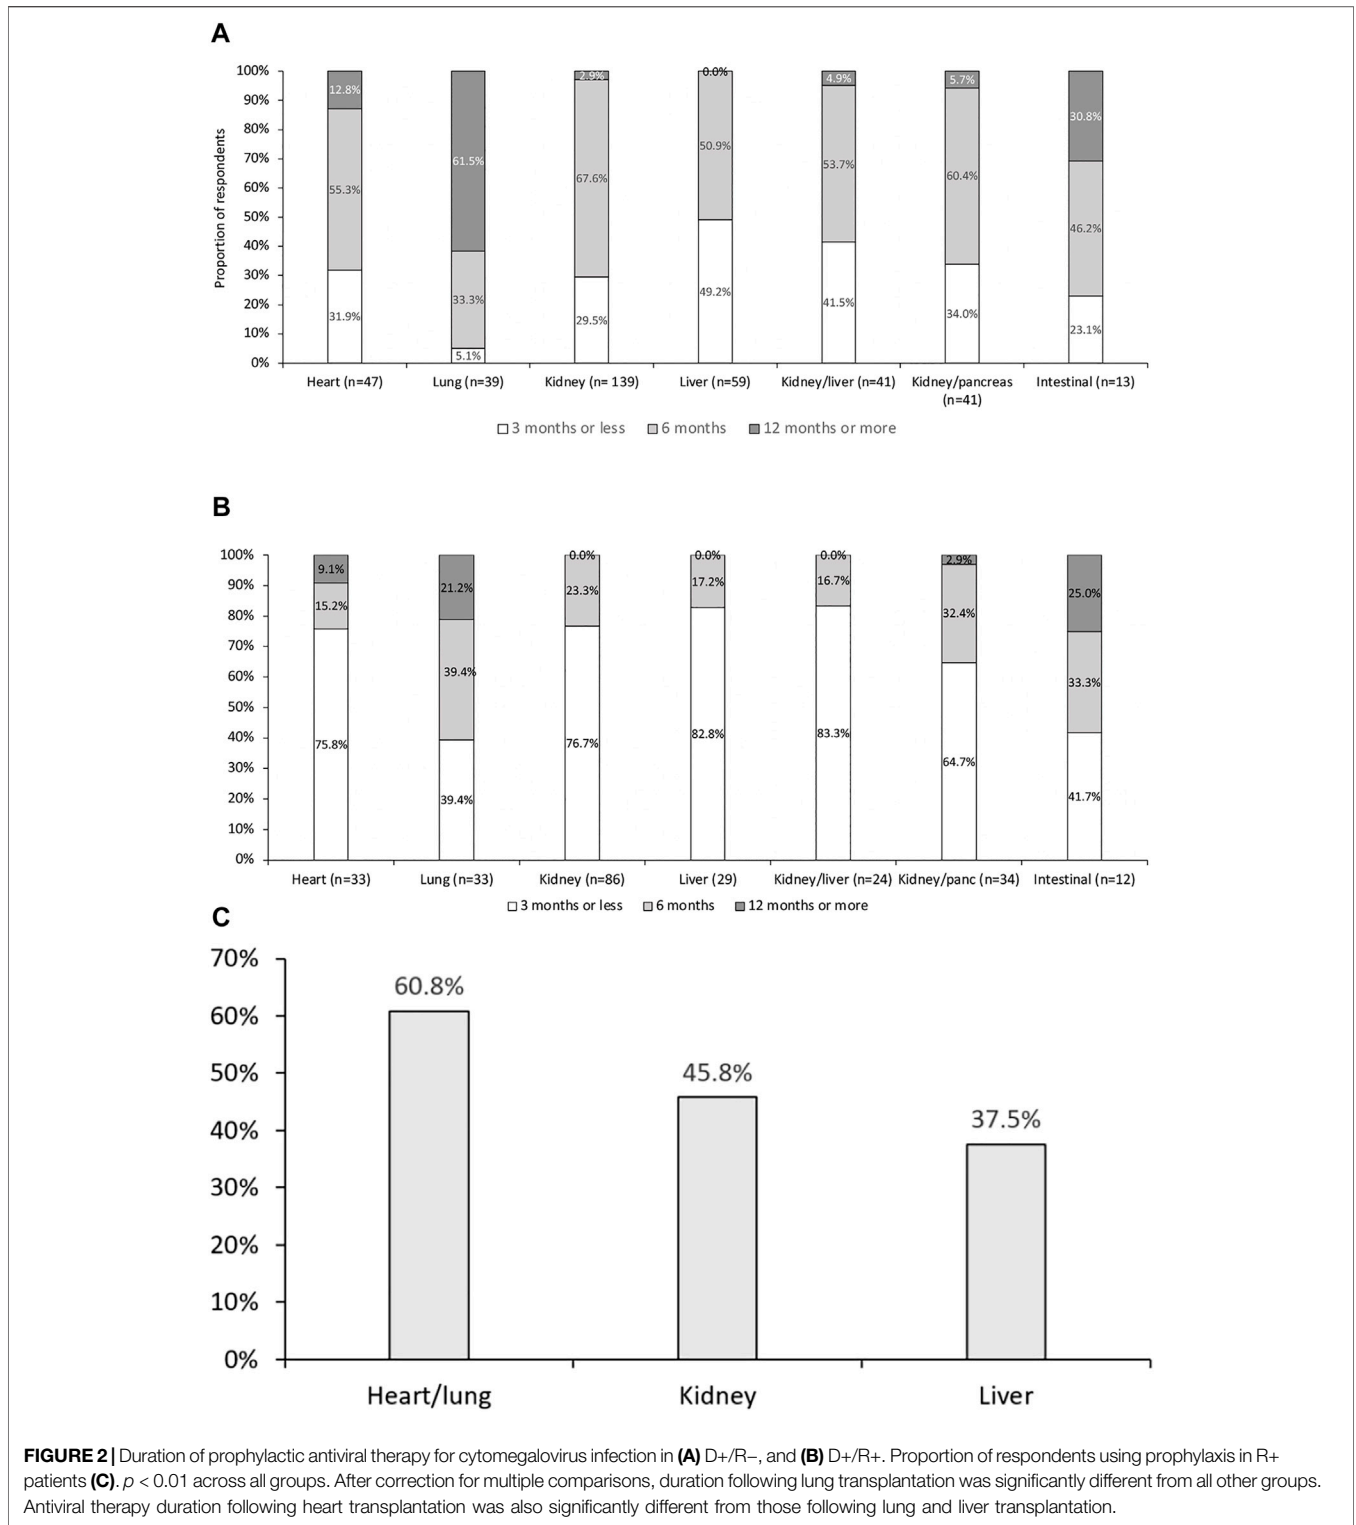 A
100%
90%
80%
70%
60%
50%
40%
30%
20%
10%
0%
Proportion of respondents
12.8%
55.3%
31.9%
61.5%
33.3%
5.1%
2.9%
67.6%
29.5%
0.0%
50.9%
49.2%
4.9%
53.7%
41.5%
5.7%
60.4%
34.0%
30.8%
46.2%
23.1%
Heart (n=47)
Lung (n=39)
Kidney (n= 139)
Liver (n=59)
Kidney/liver (n=41)
Kidney/pancreas
(n=41)
Intestinal (n=13)
3 months or less 6 months 12 months or more
B
100%
90%
80%
70%
60%
50%
40%
30%
20%
10%
0%
9.1%
15.2%
75.8%
21.2%
39.4%
39.4%
0.0%
23.3%
76.7%
0.0%
17.2%
82.8%
0.0%
16.7%
83.3%
2.9%
32.4%
64.7%
25.0%
33.3%
41.7%
Heart (n=33)
Lung (n=33)
Kidney (n=86)
Liver (29)
Kidney/liver (n=24)
Kidney/panc (n=34)
Intestinal (n=12)
3 months or less 6 months 12 months or more
C
70%
60%
50%
40%
30%
20%
10%
0%
60.8%
45.8%
37.5%
Heart/lung
Kidney
Liver
FIGURE 2 | Duration of prophylactic antiviral therapy for cytomegalovirus infection in (A) D+/R−, and (B) D+/R+. Proportion of respondents using prophylaxis in R+
patients (C). p < 0.01 across all groups. After correction for multiple comparisons, duration following lung transplantation was significantly different from all other groups.
Antiviral therapy duration following heart transplantation was also significantly different from those following lung and liver transplantation.